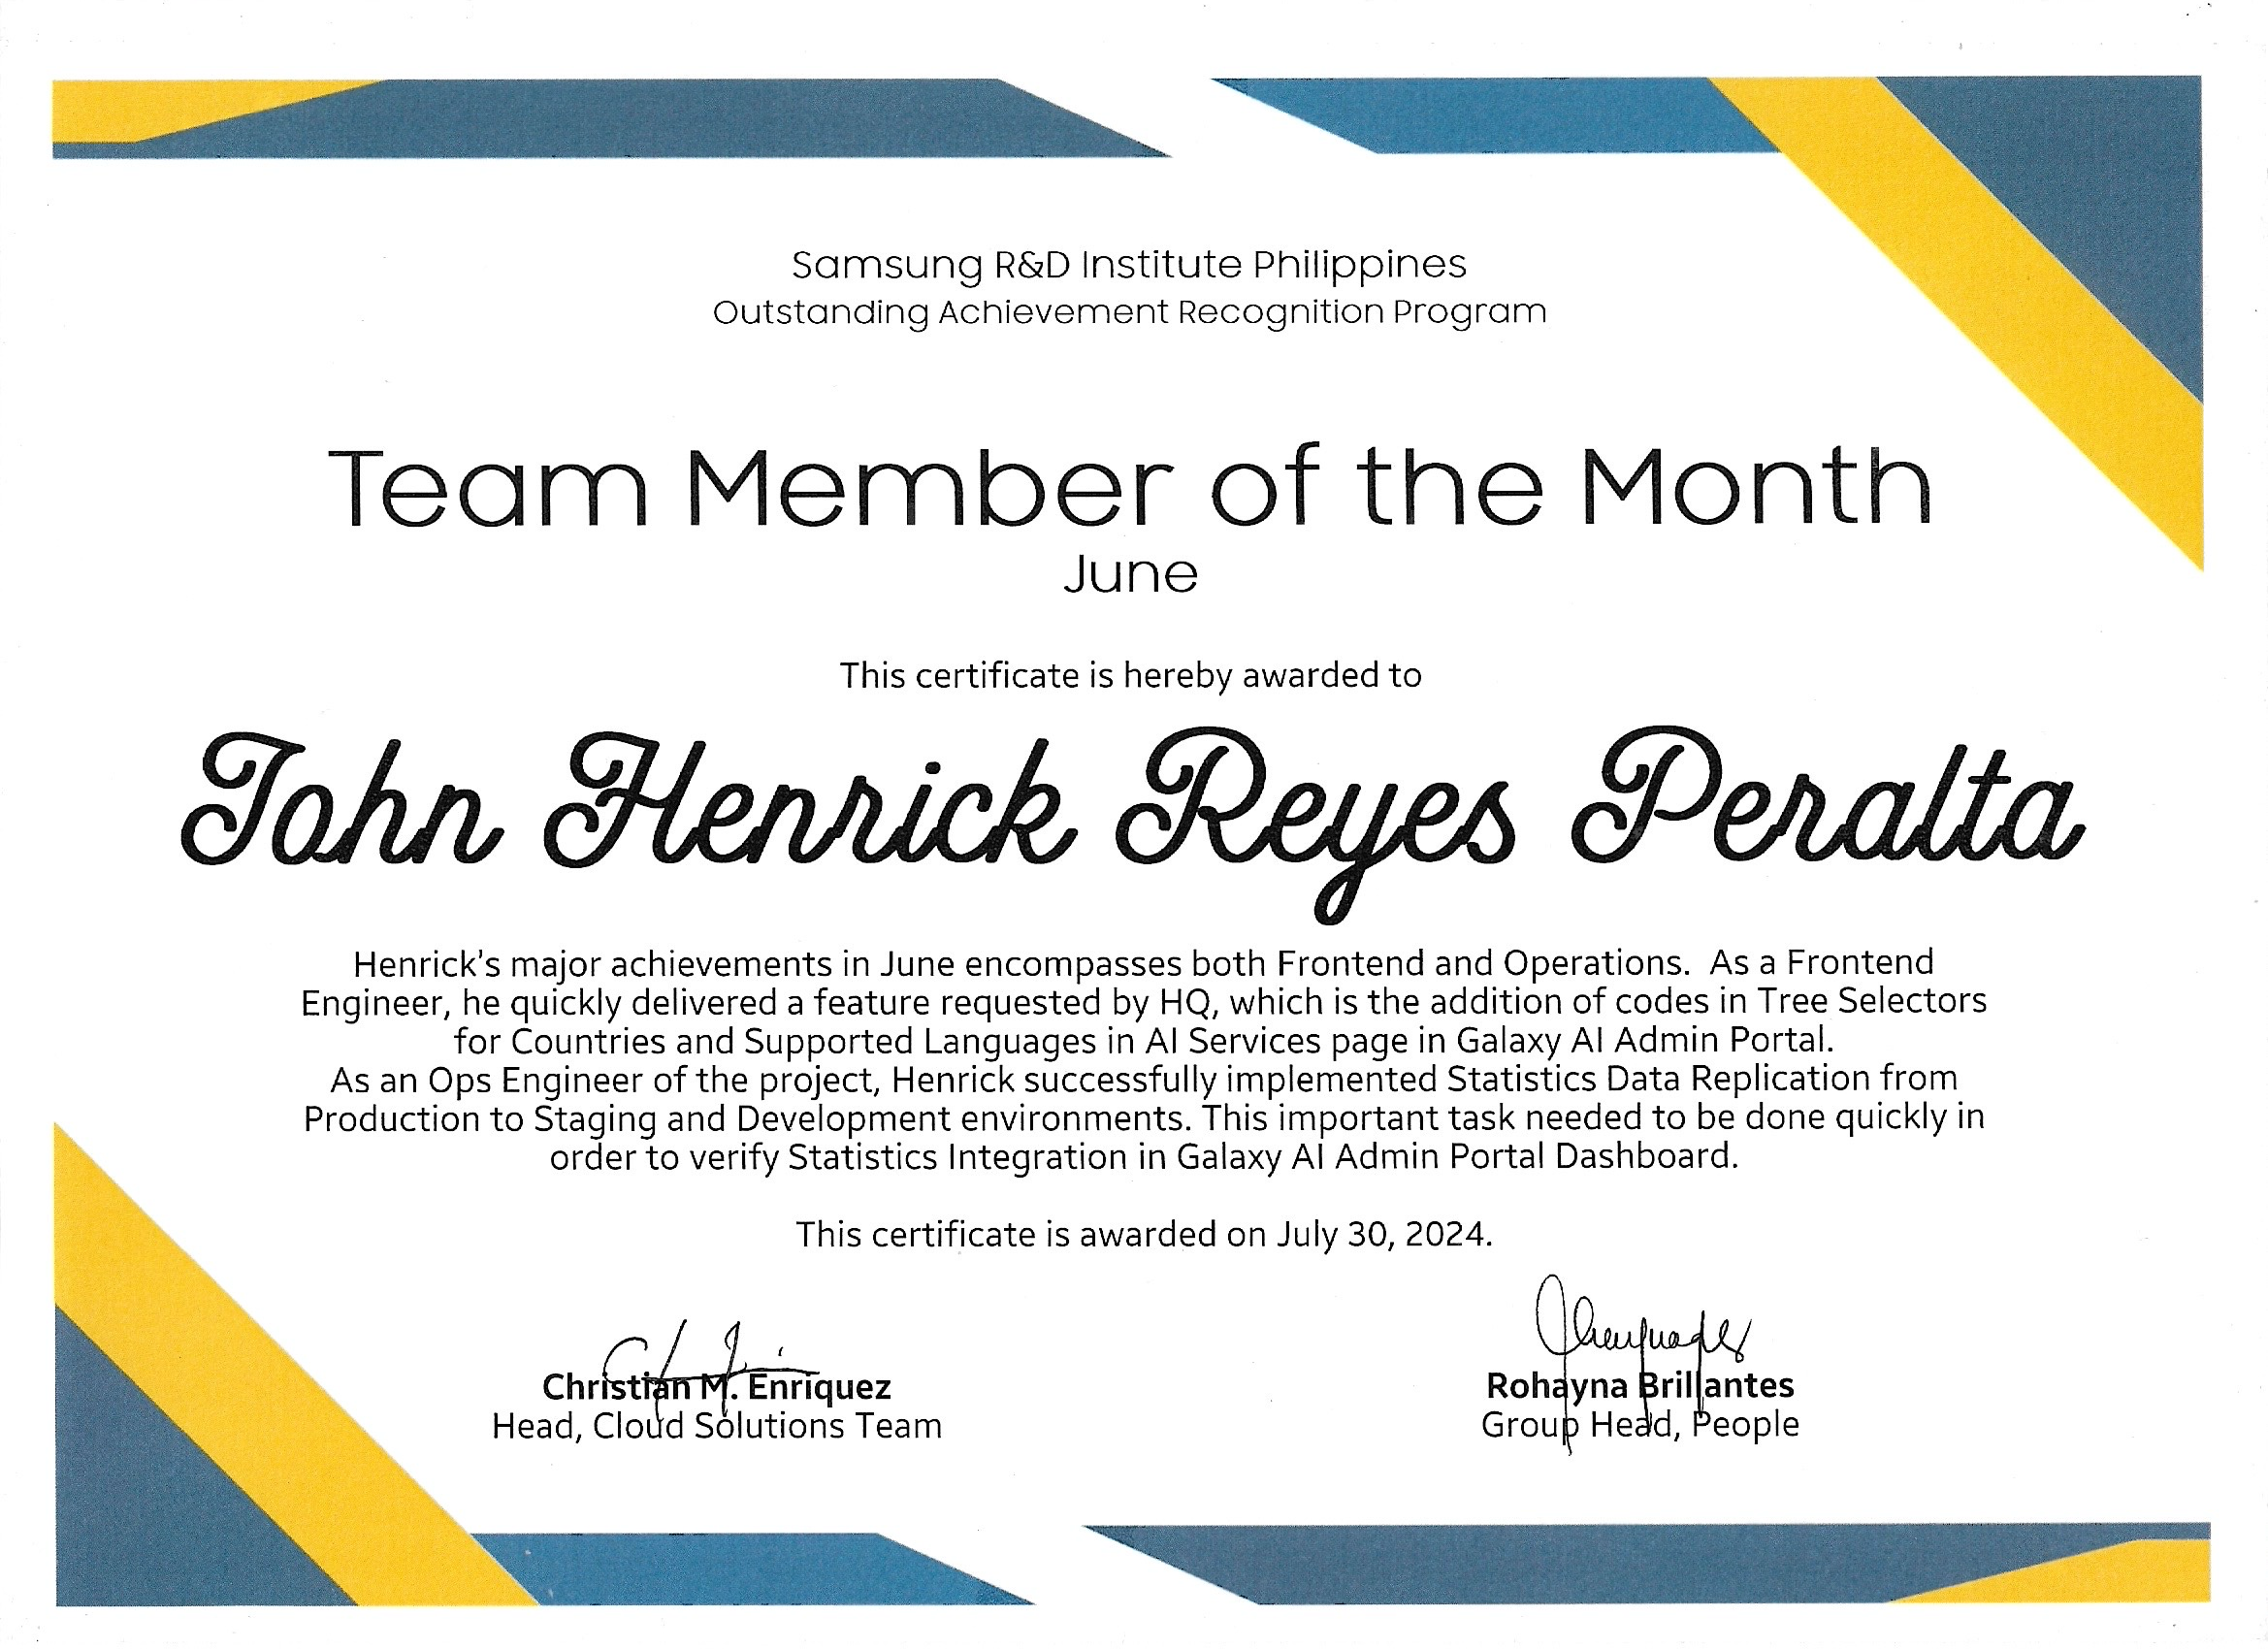 Samsung R&D Institute Philippines
Outstanding Achievement Recognition Program
Team Member of the Month
June
This certificate is hereby awarded to
John Henrick Reyes Peralta
Henrick's major achievements in June encompasses both Frontend and Operations.  As a Frontend
Engineer, he quickly delivered a feature requested by HQ, which is the addition of codes in Tree Selectors
for Countries and Supported Languages in AI Services page in Galaxy AI Admin Portal.
As an Ops Engineer of the project, Henrick successfully implemented Statistics Data Replication from
Production to Staging and Development environments. This important task needed to be done quickly in
order to verify Statistics Integration in Galaxy AI Admin Portal Dashboard.
This certificate is awarded on July 30, 2024.
Christian M. Enriquez
Head, Cloud Solutions Team
Rohayna Brillantes
Group Head, People